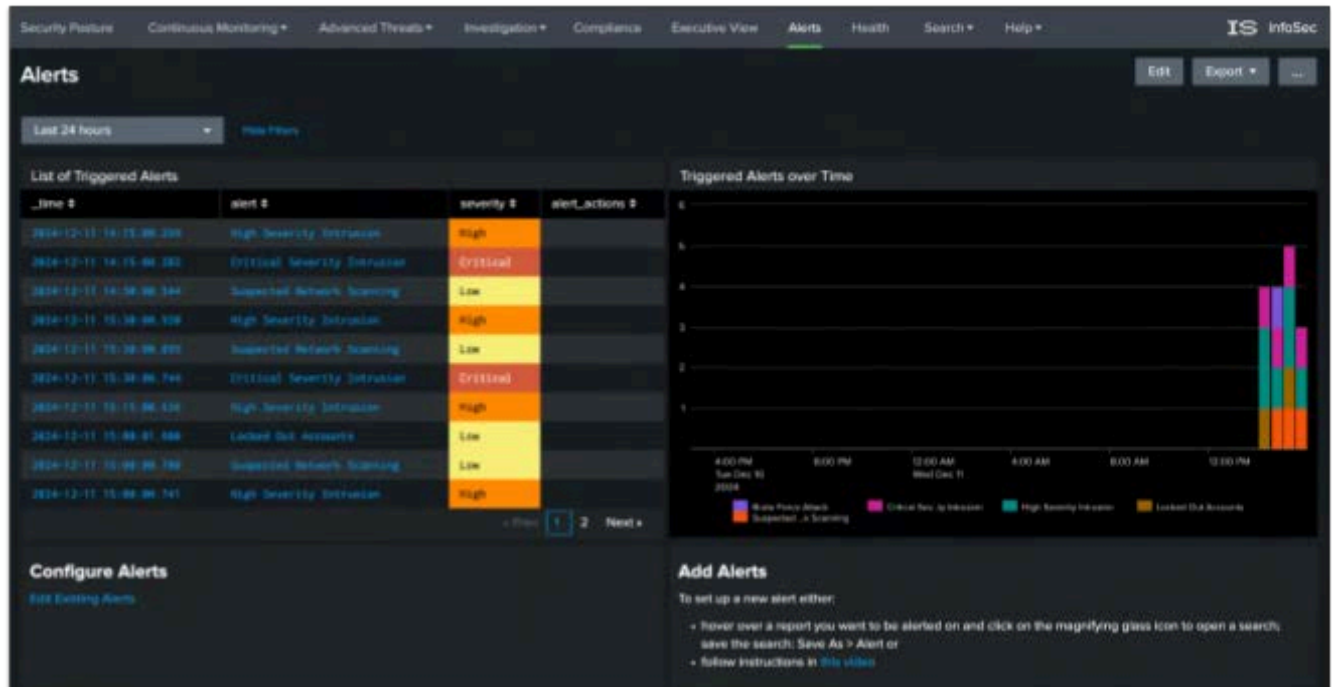 Security Posture Continuous Monitoring Advanced Threats Investigation Compliance Executive View Alerts Health Search Help IS InfoSec
Alerts
Edit Export ...
Last 24 hours Hide Filters
List of Triggered Alerts
_time alert severity alert_actions
High Severity Intrusion High
Critical Severity Intrusion Critical
Suspected Network Scanning Low
High Severity Intrusion High
Suspected Network Scanning Low
Critical Severity Intrusion Critical
High Severity Intrusion High
Locked Out Accounts Low
Suspected Network Scanning Low
High Severity Intrusion High
« Prev 1 2 Next »
Triggered Alerts over Time
6
5
4
3
2
1
4:00 PM 8:00 PM 12:00 AM 4:00 AM 8:00 AM 12:00 PM
Tue Dec 10 Wed Dec 11
2024
Brute Force Attack Critical Sev...ty Intrusion High Severity Intrusion Locked Out Accounts
Suspected ...k Scanning
Configure Alerts
Edit Existing Alerts
Add Alerts
To set up a new alert either:
• hover over a report you want to be alerted on and click on the magnifying glass icon to open a search;
save the search: Save As > Alert or
• follow instructions in this video